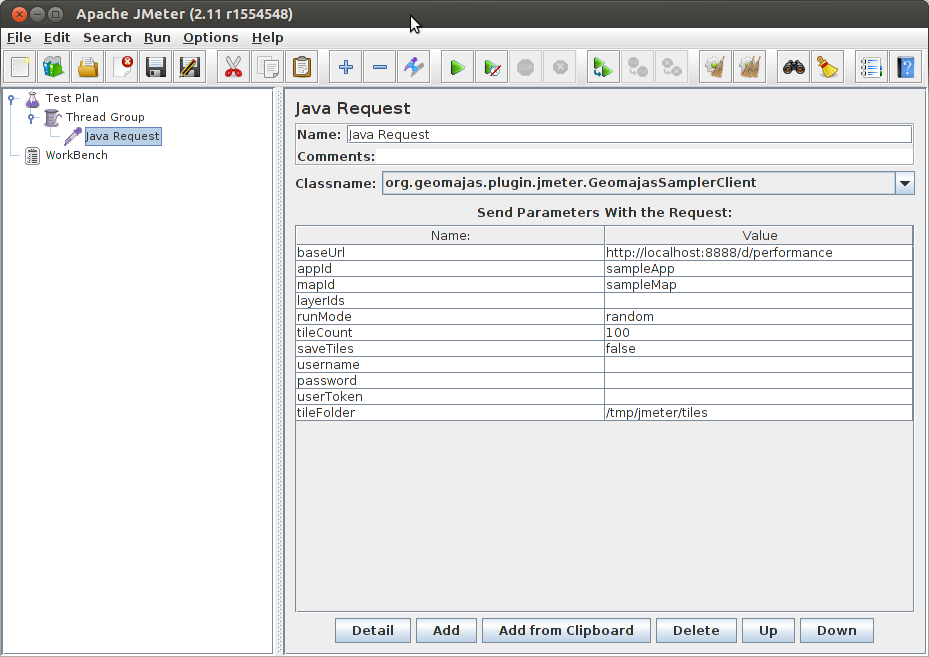 Apache JMeter (2.11 r1554548)
File Edit Search Run Options Help
STOP
Test Plan
Thread Group
Java Request
WorkBench
Java Request
Name: Java Request
Comments:
Classname: org.geomajas.plugin.jmeter.GeomajasSamplerClient
Send Parameters With the Request:
Name: Value
baseUrl http://localhost:8888/d/performance
appId sampleApp
mapId sampleMap
layerIds
runMode random
tileCount 100
saveTiles false
username
password
userToken
tileFolder /tmp/jmeter/tiles
Detail Add Add from Clipboard Delete Up Down